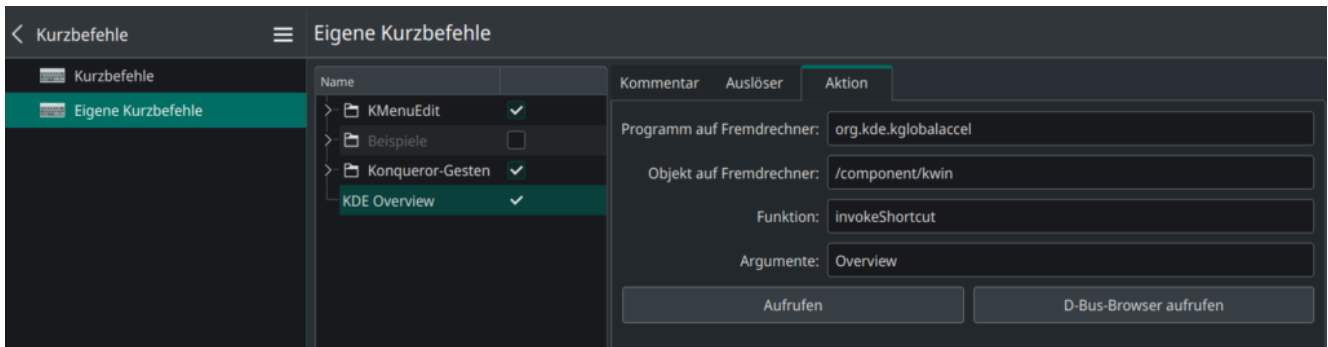 Kurzbefehle
Eigene Kurzbefehle
Kurzbefehle
Eigene Kurzbefehle
Name
KMenuEdit
Beispiele
Konqueror-Gesten
KDE Overview
Kommentar Auslöser Aktion
Programm auf Fremdrechner: org.kde.kglobalaccel
Objekt auf Fremdrechner: /component/kwin
Funktion: invokeShortcut
Argumente: Overview
Aufrufen D-Bus-Browser aufrufen